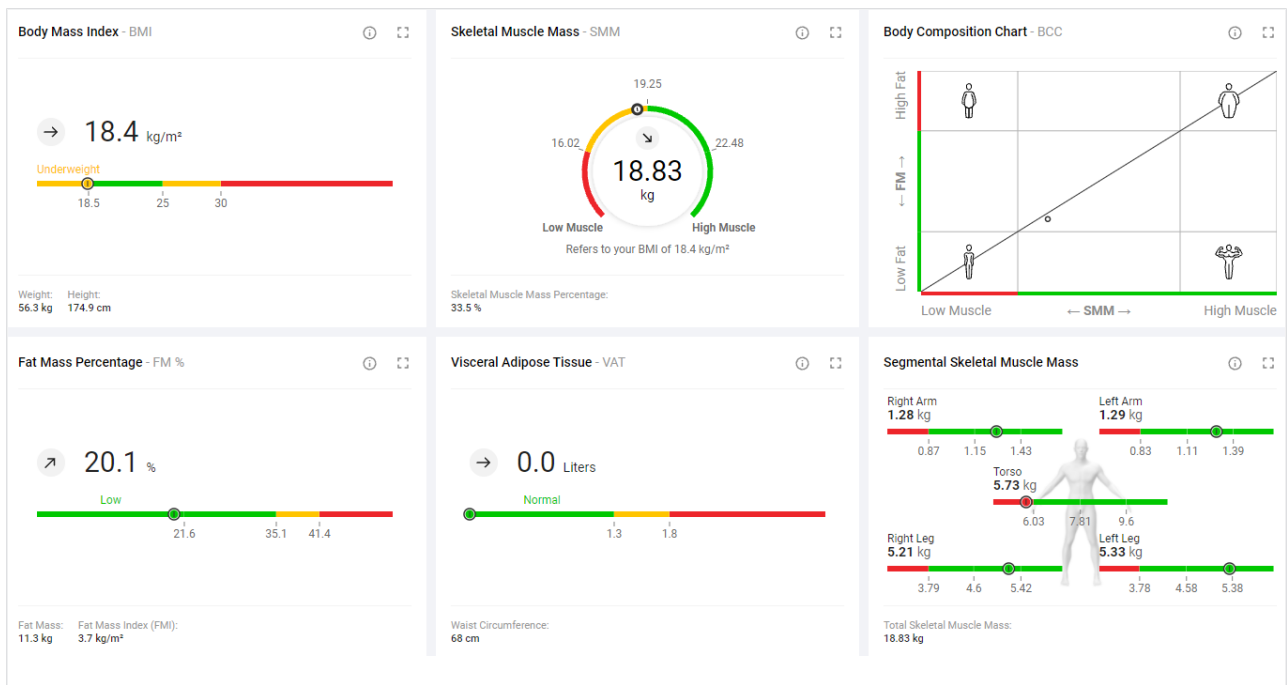 Body Mass Index - BMI
18.4 kg/m²
Underweight
18.5 25 30
Weight: Height:
56.3 kg 174.9 cm
Skeletal Muscle Mass - SMM
19.25
16.02 22.48
18.83
kg
Low Muscle High Muscle
Refers to your BMI of 18.4 kg/m²
Skeletal Muscle Mass Percentage:
33.5 %
Body Composition Chart - BCC
High Fat
← FM →
Low Fat
Low Muscle ← SMM → High Muscle
Fat Mass Percentage - FM %
20.1 %
Low
21.6 35.1 41.4
Fat Mass: Fat Mass Index (FMI):
11.3 kg 3.7 kg/m²
Visceral Adipose Tissue - VAT
0.0 Liters
Normal
1.3 1.8
Waist Circumference:
68 cm
Segmental Skeletal Muscle Mass
Right Arm Left Arm
1.28 kg 1.29 kg
0.87 1.15 1.43 0.83 1.11 1.39
Torso
5.73 kg
6.03 7.81 9.6
Right Leg Left Leg
5.21 kg 5.33 kg
3.79 4.6 5.42 3.78 4.58 5.38
Total Skeletal Muscle Mass:
18.83 kg